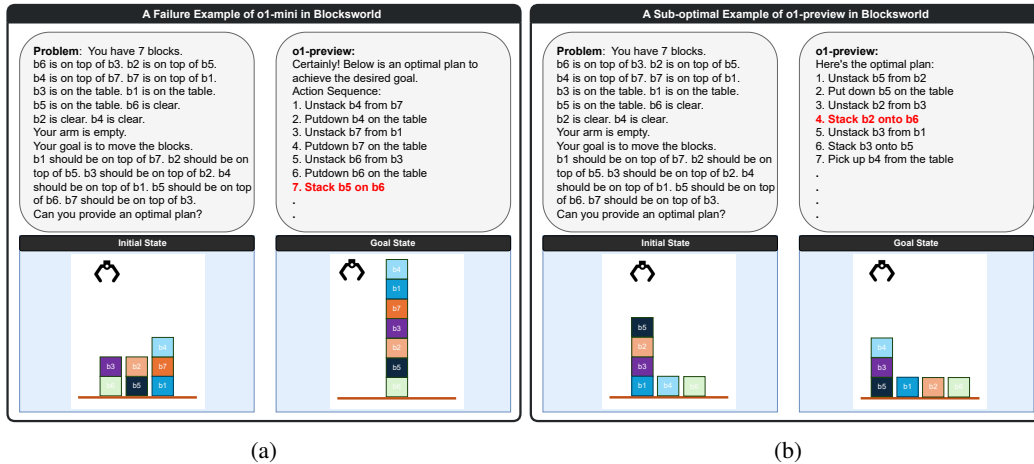 A Failure Example of o1-mini in Blocksworld
Problem: You have 7 blocks.
b6 is on top of b3. b2 is on top of b5.
b4 is on top of b7. b7 is on top of b1.
b3 is on the table. b1 is on the table.
b5 is on the table. b6 is clear.
b2 is clear. b4 is clear.
Your arm is empty.
Your goal is to move the blocks.
b1 should be on top of b7. b2 should be on
top of b5. b3 should be on top of b2. b4
should be on top of b1. b5 should be on top
of b6. b7 should be on top of b3.
Can you provide an optimal plan?
o1-preview:
Certainly! Below is an optimal plan to
achieve the desired goal.
Action Sequence:
1. Unstack b4 from b7
2. Putdown b4 on the table
3. Unstack b7 from b1
4. Putdown b7 on the table
5. Unstack b6 from b3
6. Putdown b6 on the table
7. Stack b5 on b6
.
.
Initial State
b4
b3 b2 b7
b6 b5 b1
Goal State
b4
b1
b7
b3
b2
b5
b6
(a)
A Sub-optimal Example of o1-preview in Blocksworld
Problem: You have 7 blocks.
b6 is on top of b3. b2 is on top of b5.
b4 is on top of b7. b7 is on top of b1.
b3 is on the table. b1 is on the table.
b5 is on the table. b6 is clear.
b2 is clear. b4 is clear.
Your arm is empty.
Your goal is to move the blocks.
b1 should be on top of b7. b2 should be on
top of b5. b3 should be on top of b2. b4
should be on top of b1. b5 should be on top
of b6. b7 should be on top of b3.
Can you provide an optimal plan?
o1-preview:
Here's the optimal plan:
1. Unstack b5 from b2
2. Put down b5 on the table
3. Unstack b2 from b3
4. Stack b2 onto b6
5. Unstack b3 from b1
6. Stack b3 onto b5
7. Pick up b4 from the table
.
.
.
Initial State
b5
b2
b3
b1 b4 b6
Goal State
b4
b3
b5 b1 b2 b6
(b)